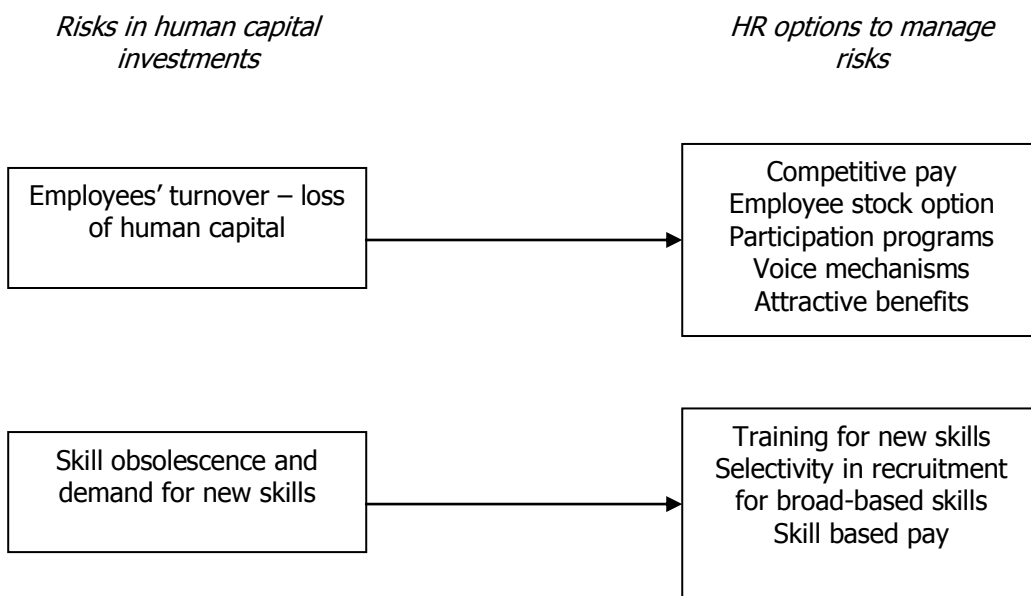 Risks in human capital
investments
HR options to manage
risks
Employees’ turnover – loss
of human capital
Competitive pay
Employee stock option
Participation programs
Voice mechanisms
Attractive benefits
Skill obsolescence and
demand for new skills
Training for new skills
Selectivity in recruitment
for broad-based skills
Skill based pay